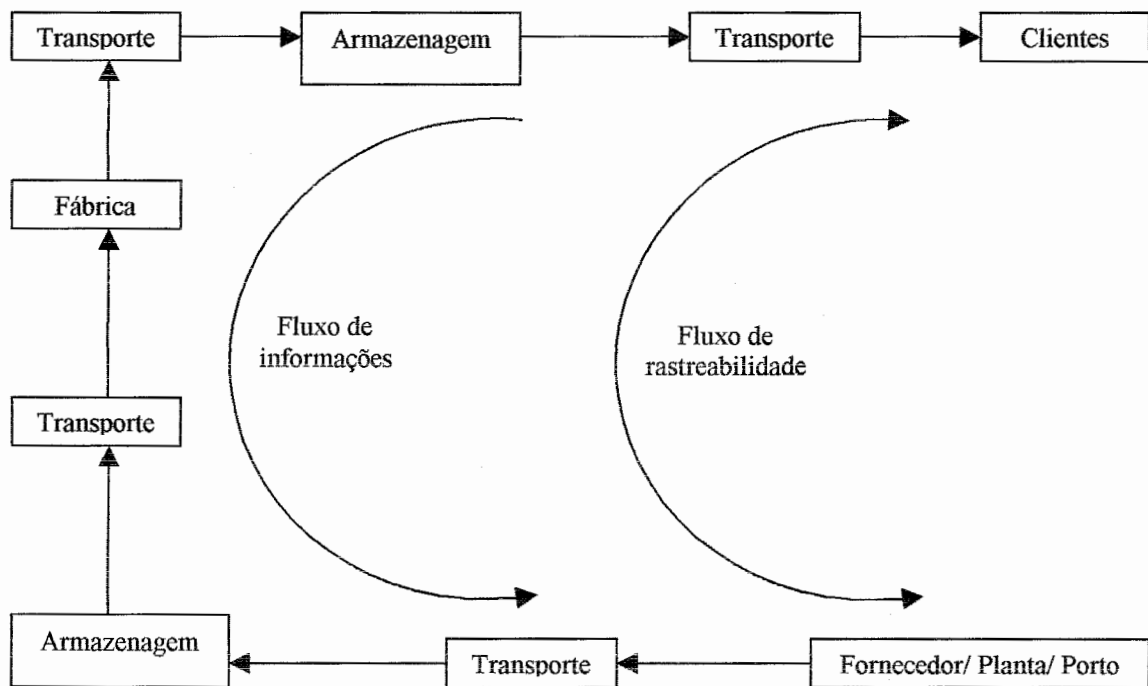 Transporte
Armazenagem
Transporte
Clientes
Fábrica
Fluxo de
informações
Fluxo de
rastreabilidade
Transporte
Armazenagem
Transporte
Fornecedor/ Planta/ Porto